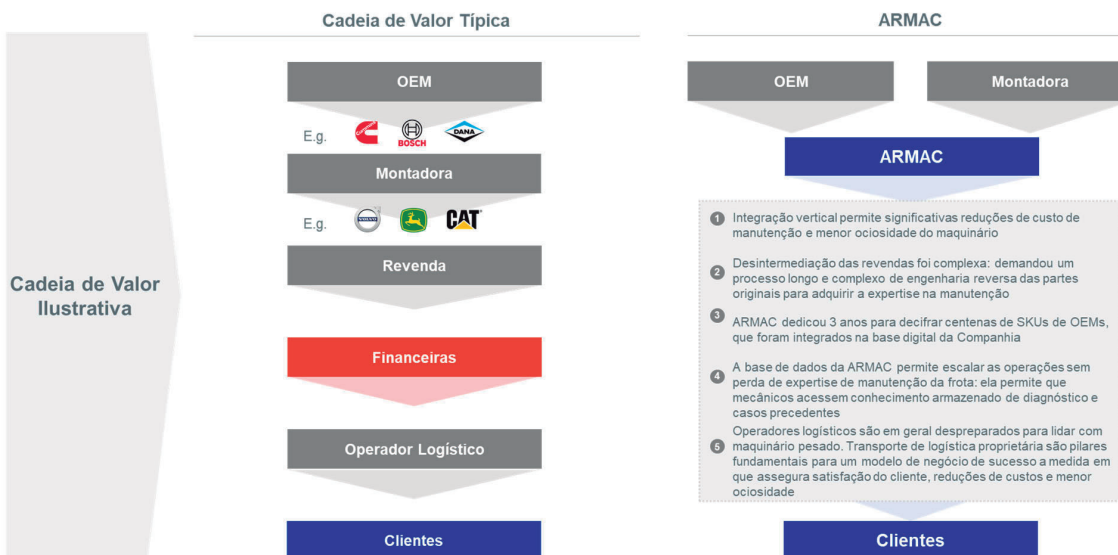 Cadeia de Valor
Ilustrativa
Cadeia de Valor Típica
OEM
E.g.
BOSCH
DANA
Montadora
E.g.
VOLVO
CAT
Revenda
Financeiras
Operador Logístico
Clientes
ARMAC
OEM
Montadora
ARMAC
1 Integração vertical permite significativas reduções de custo de
manutenção e menor ociosidade do maquinário
2 Desintermediação das revendas foi complexa: demandou um
processo longo e complexo de engenharia reversa das partes
originais para adquirir a expertise na manutenção
3 ARMAC dedicou 3 anos para decifrar centenas de SKUs de OEMs,
que foram integrados na base digital da Companhia
4 A base de dados da ARMAC permite escalar as operações sem
perda de expertise de manutenção da frota: ela permite que
mecânicos acessem conhecimento armazenado de diagnóstico e
casos precedentes
5 Operadores logísticos são em geral despreparados para lidar com
maquinário pesado. Transporte de logística proprietária são pilares
fundamentais para um modelo de negócio de sucesso a medida em
que assegura satisfação do cliente, reduções de custos e menor
ociosidade
Clientes